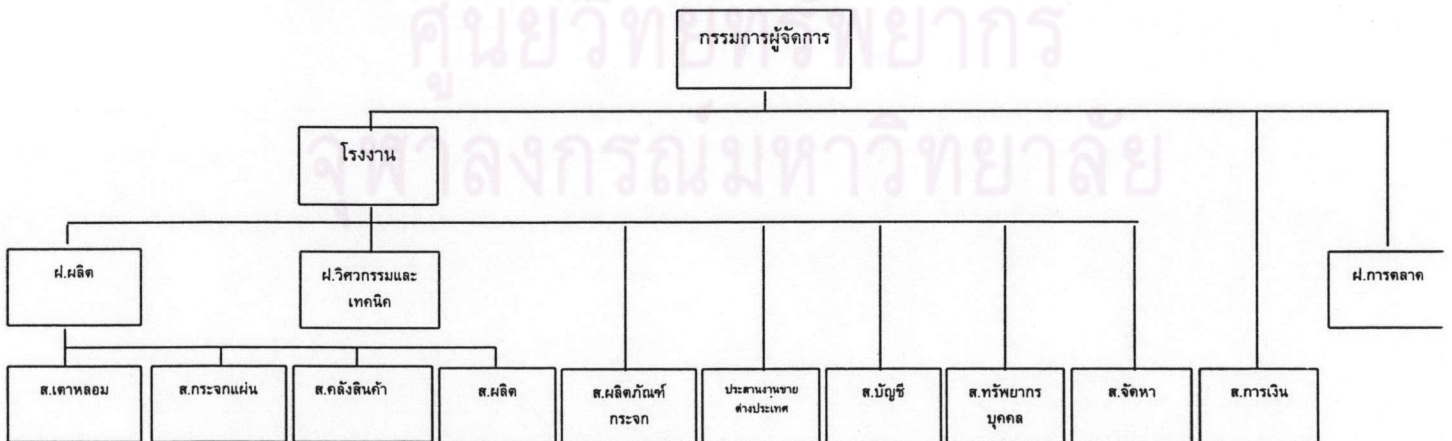 ศูนย์วิทยทรัพยากร
จุฬาลงกรณ์มหาวิทยาลัย
กรรมการผู้จัดการ
โรงงาน
ฝ.ผลิต
ฝ.วิศวกรรมและ
เทคนิค
ฝ.การตลาด
ส.เตาหลอม
ส.กระจกแผ่น
ส.คลังสินค้า
ส.ผลิต
ส.ผลิตภัณฑ์
กระจก
ประสานงานขาย
ต่างประเทศ
ส.บัญชี
ส.ทรัพยากร
บุคคล
ส.จัดหา
ส.การเงิน